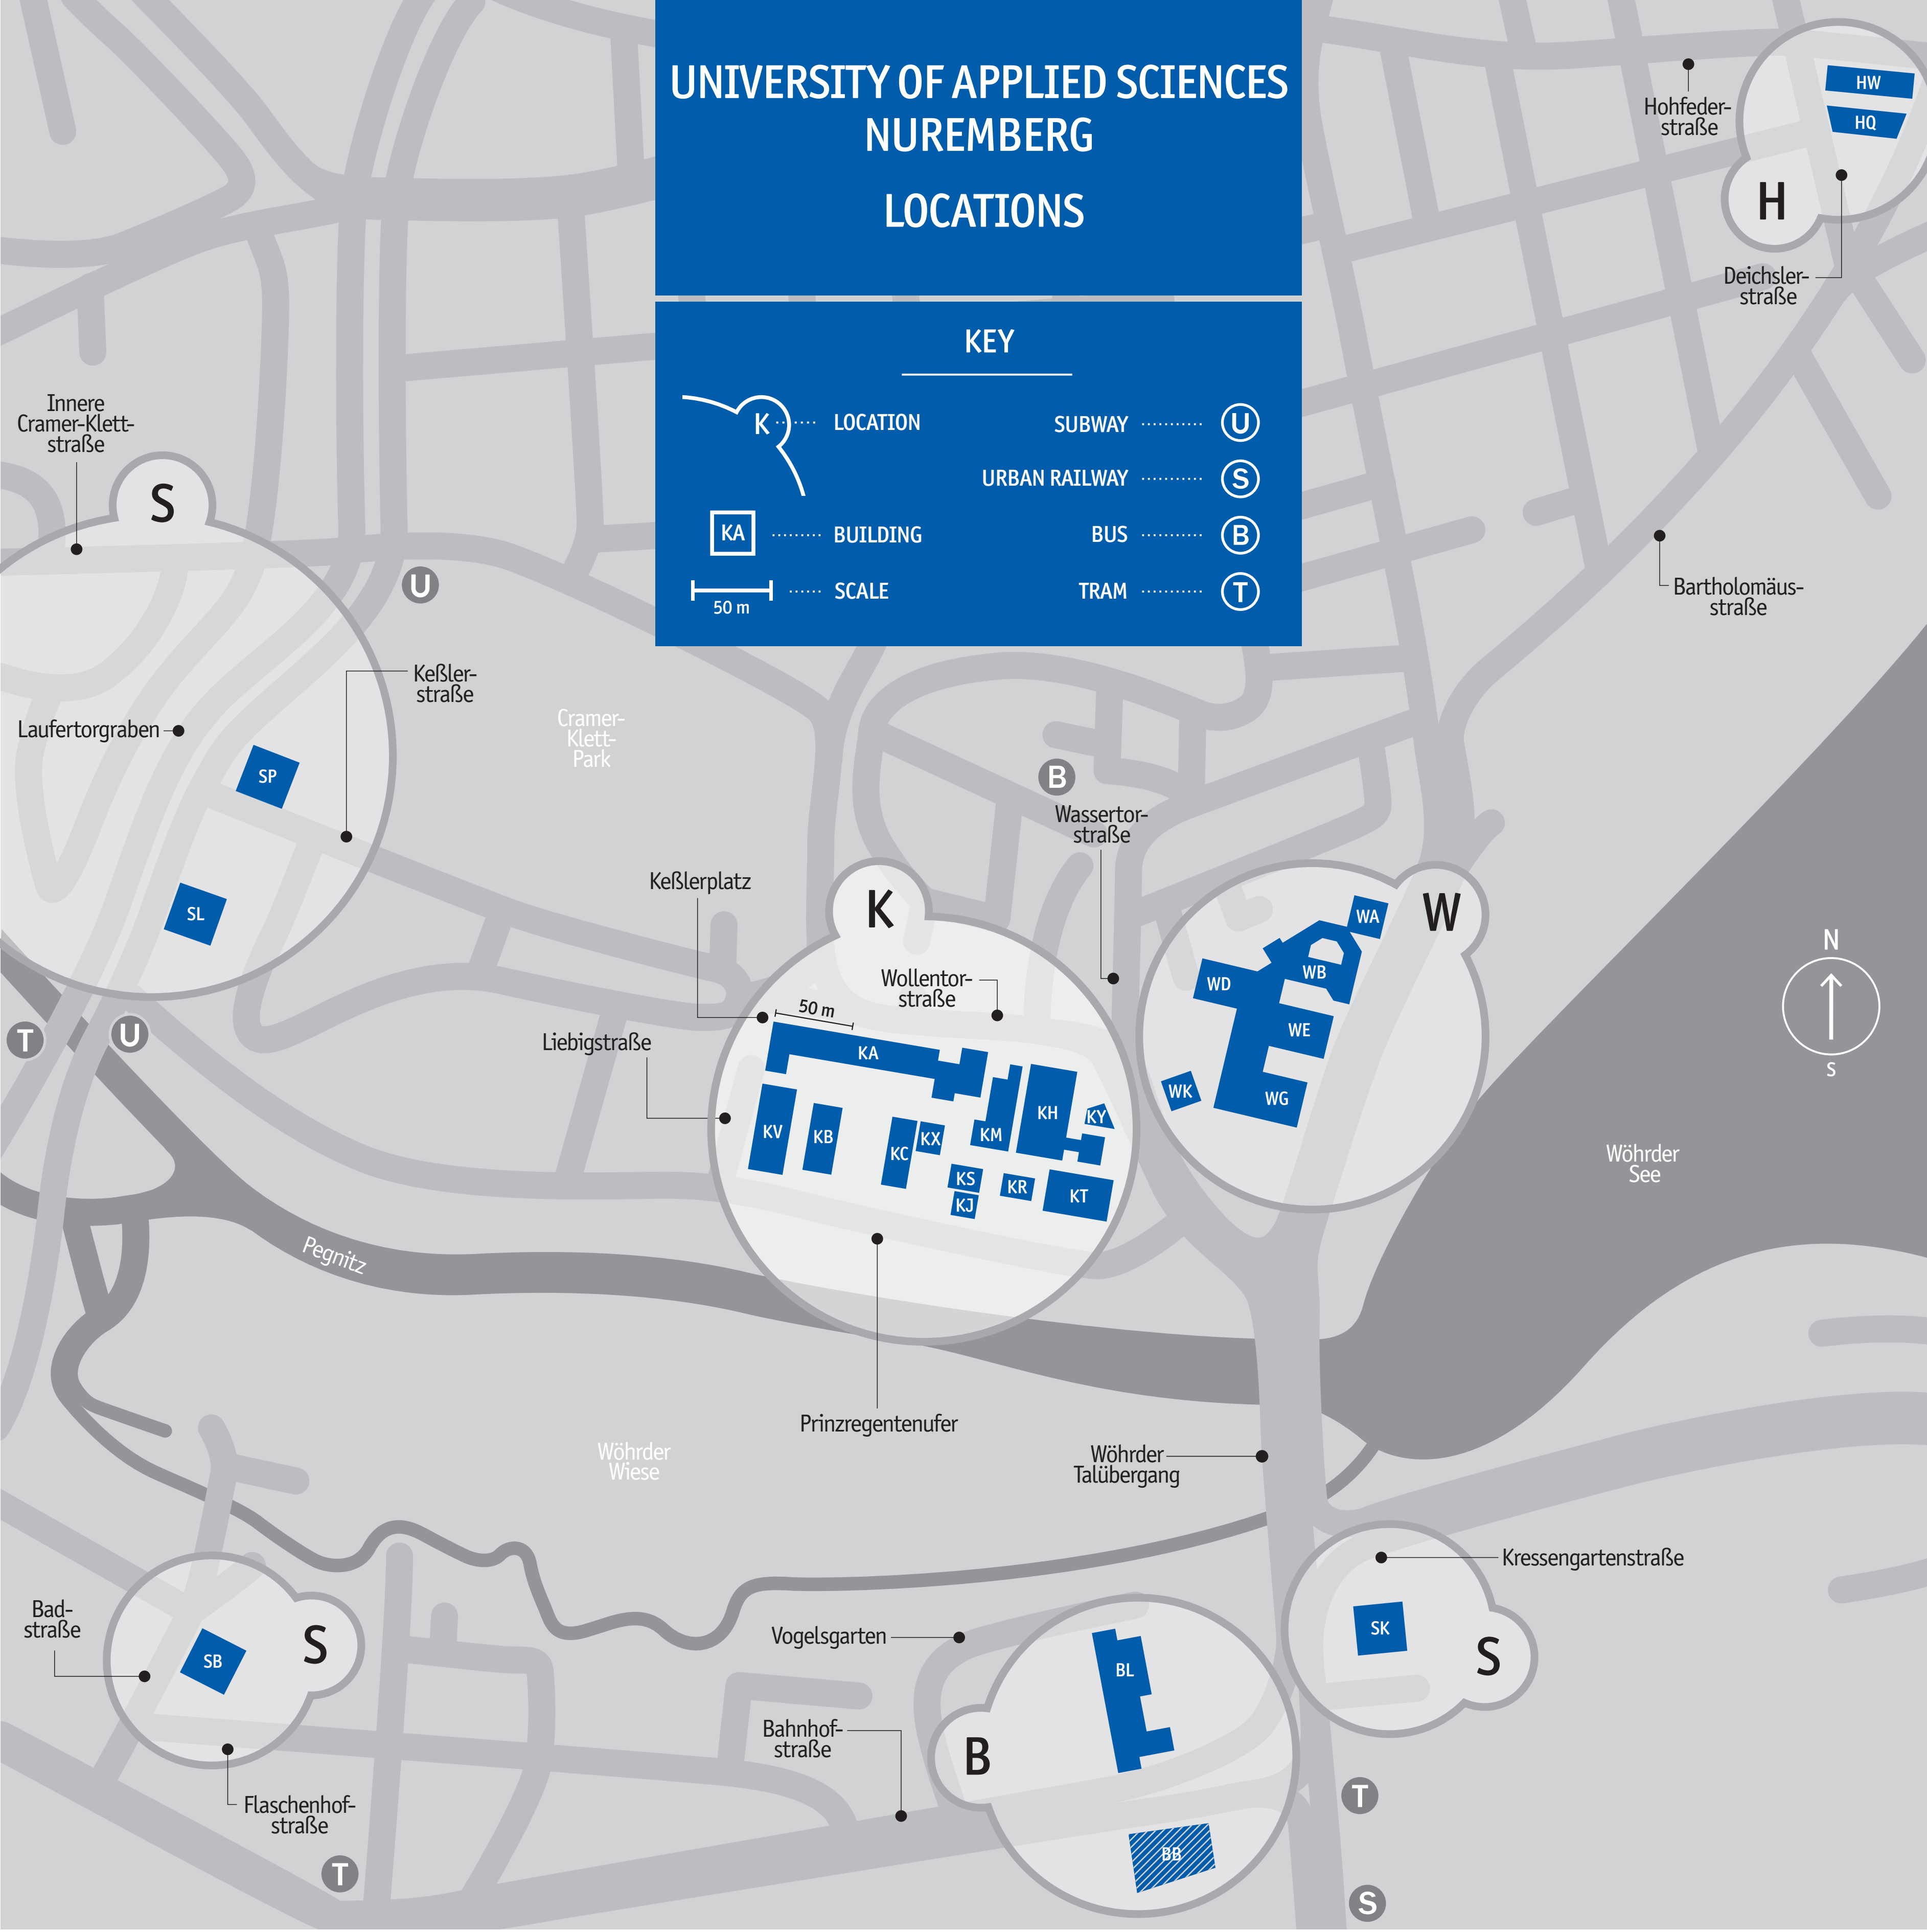 UNIVERSITY OF APPLIED SCIENCES
NUREMBERG
LOCATIONS
KEY
K
LOCATION
KA
BUILDING
50 m
SCALE
SUBWAY
U
URBAN RAILWAY
S
BUS
B
TRAM
T
Hohfeder-
straße
HW
HQ
H
Deichsler-
straße
Innere
Cramer-Klett-
straße
S
U
Bartholomäus-
straße
Keßler-
straße
Laufertorgraben
SP
SL
Cramer-
Klett-
Park
B
Wassertor-
straße
Keßlerplatz
K
W
Wollentor-
straße
50 m
Liebigstraße
T
U
KA
KV
KB
KC
KX
KM
KH
KY
KS
KJ
KR
KT
WA
WB
WD
WE
WG
WK
N
S
Wöhrder
See
Pegnitz
Prinzregentenufer
Wöhrder
Wiese
Wöhrder
Talübergang
Kressengartenstraße
SK
S
Bad-
straße
SB
S
Vogelsgarten
BL
Bahnhof-
straße
B
BB
Flaschenhof-
straße
T
T
S